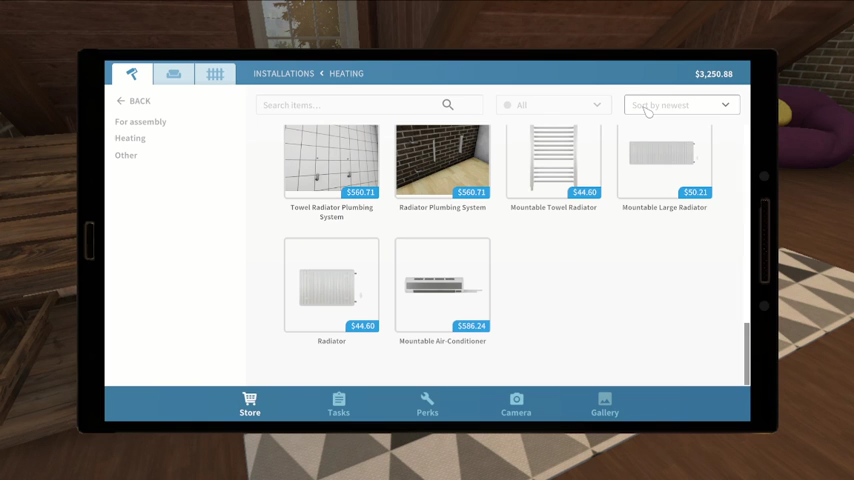 INSTALLATIONS < HEATING
$3,250.88
BACK
Search items...
All
Sort by newest
For assembly
Heating
Other
$560.71
$560.71
$44.60
$50.21
Towel Radiator Plumbing
System
Radiator Plumbing System
Mountable Towel Radiator
Mountable Large Radiator
$44.60
$586.24
Radiator
Mountable Air-Conditioner
Store
Tasks
Perks
Camera
Gallery